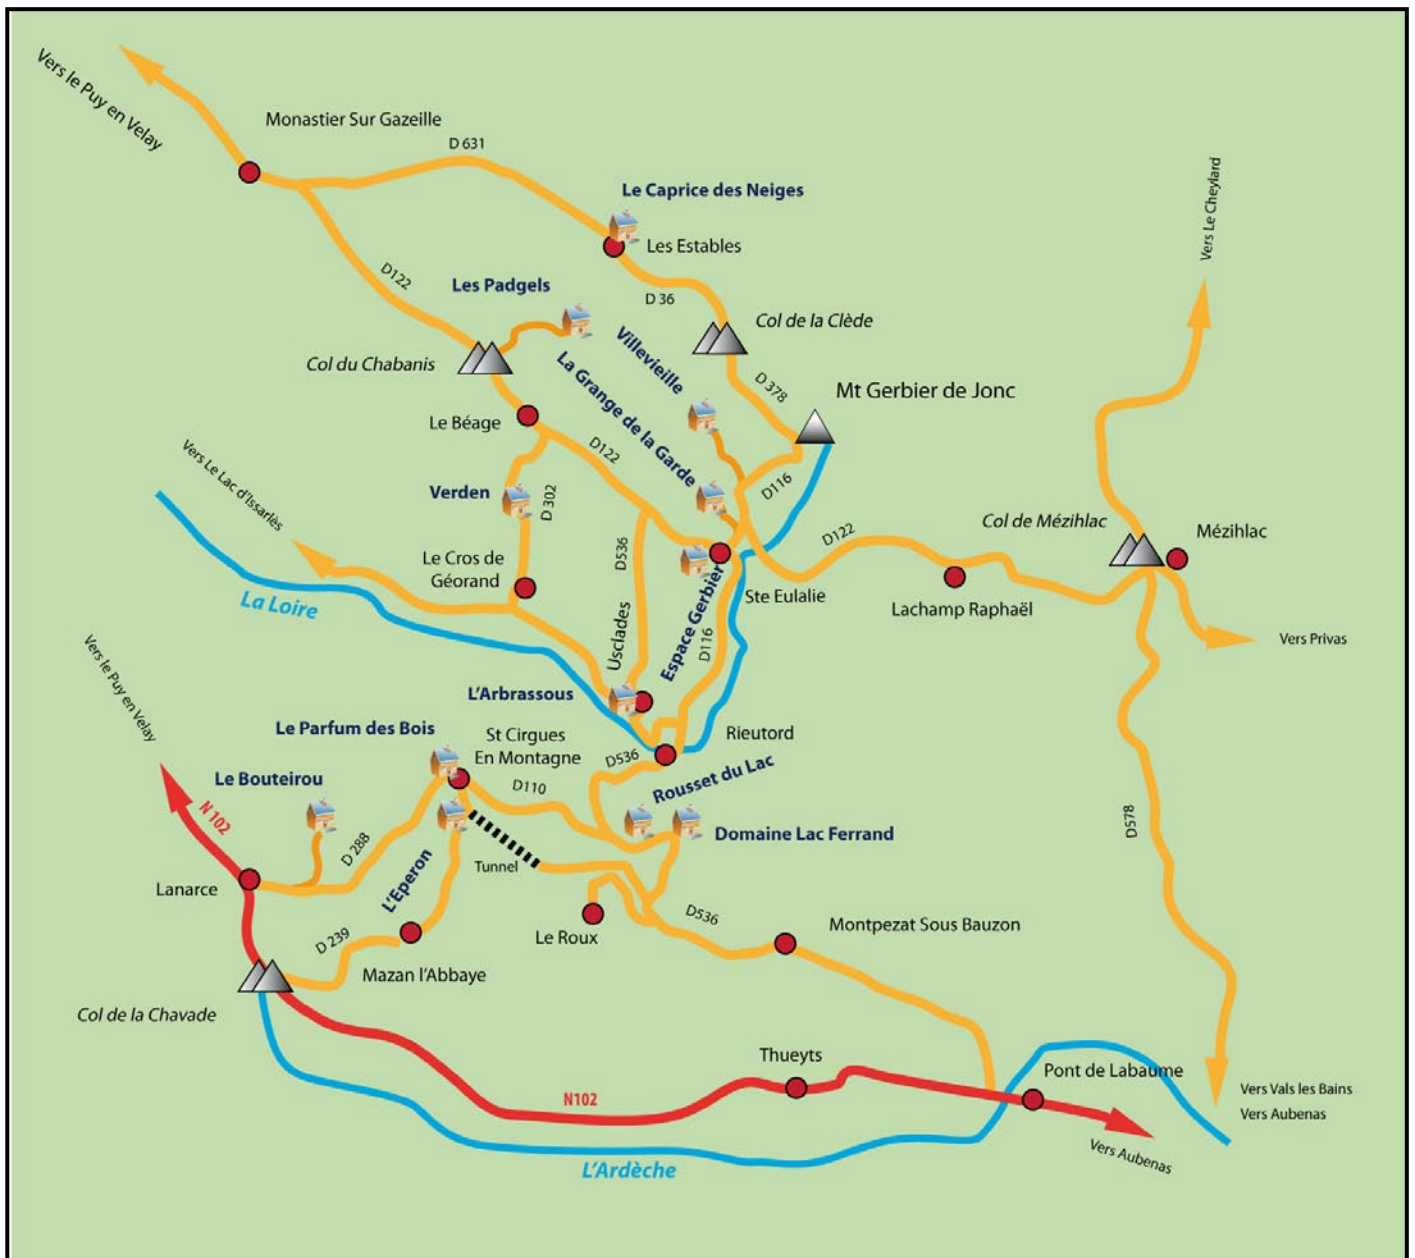 Vers le Puy en Velay
Monastier Sur Gazeille
D 631
Le Caprice des Neiges
Les Estables
D 36
Vers Le Cheylard
D122
Les Padgels
Col de la Clède
Villevieille
Col du Chabanis
D 378
La Grange de la Garde
Mt Gerbier de Jonc
Le Béage
D122
Vers Le Lac d'Issarlès
Verden
D 302
D116
Col de Mézihlac
Mézihlac
D122
D536
Le Cros de
Géorand
La Loire
Espace Gerbier
Ste Eulalie
Lachamp Raphaël
Vers Privas
Usclades
D116
Vers le Puy en Velay
L'Arbrassous
Le Parfum des Bois
St Cirgues
En Montagne
Rieutord
D536
Le Bouteirou
D110
Rousset du Lac
N102
D 288
Domaine Lac Ferrand
D578
Tunnel
Lanarce
L'Eperon
D536
Montpezat Sous Bauzon
Le Roux
D 239
Mazan l'Abbaye
Col de la Chavade
Thueyts
Pont de Labaume
N102
Vers Vals les Bains
Vers Aubenas
Vers Aubenas
L'Ardèche